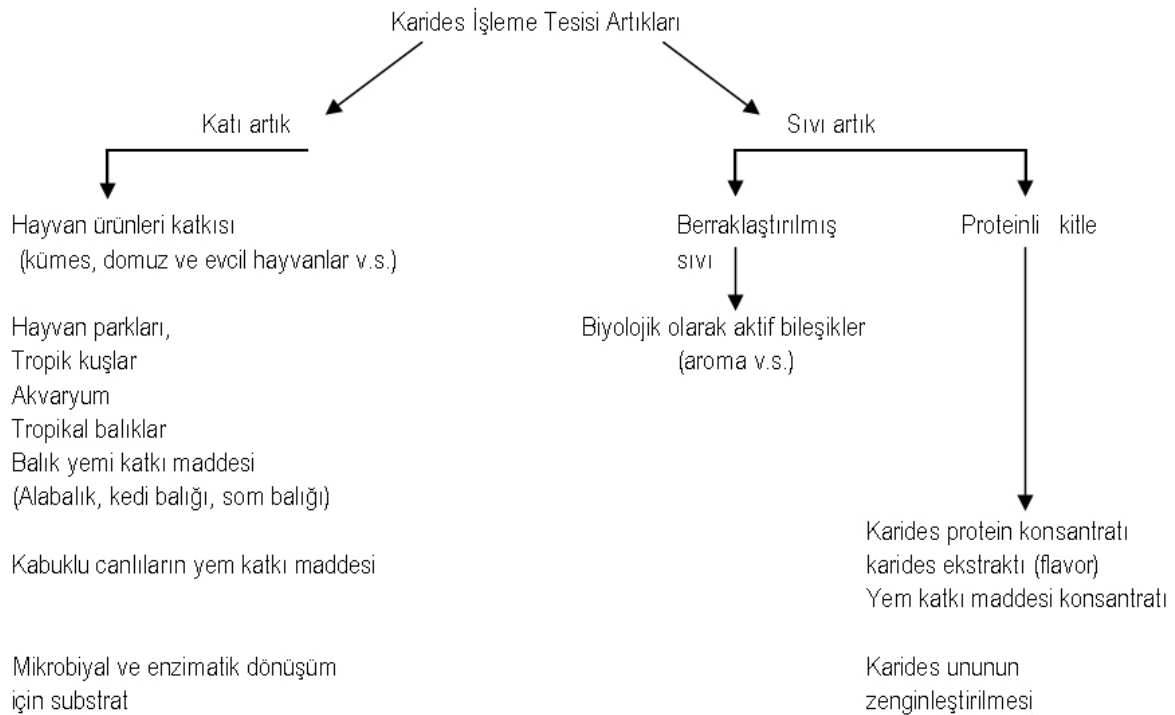 Karides İşleme Tesisi Artıkları
Katı artık
Sıvı artık
Hayvan ürünleri katkısı
(kümes, domuz ve evcil hayvanlar v.s.)
Hayvan parkları,
Tropik kuşlar
Akvaryum
Tropikal balıklar
Balık yemi katkı maddesi
(Alabalık, kedi balığı, som balığı)
Kabuklu canlıların yem katkı maddesi
Mikrobiyal ve enzimatik dönüşüm
için substrat
Berraklaştırılmış
sıvı
Biyolojik olarak aktif bileşikler
(aroma v.s.)
Proteinli kitle
Karides protein konsantratı
karides ekstraktı (flavor)
Yem katkı maddesi konsantratı
Karides ununun
zenginleştirilmesi